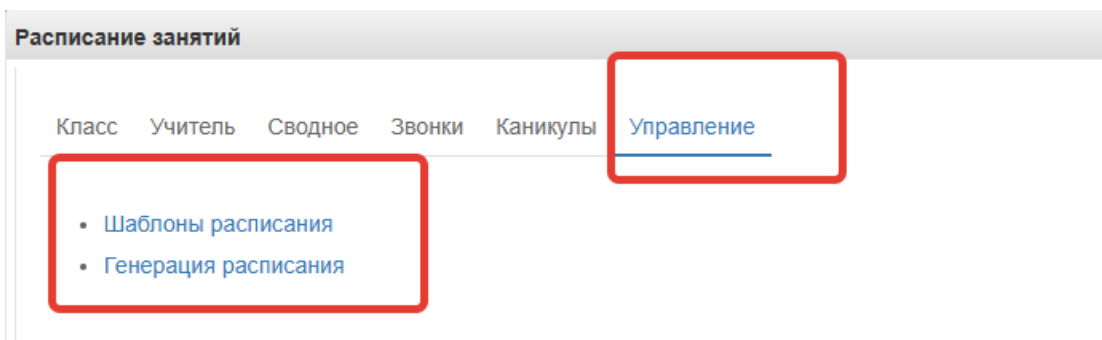 Расписание занятий
Класс Учитель Сводное Звонки Каникулы Управление
Шаблоны расписания
Генерация расписания